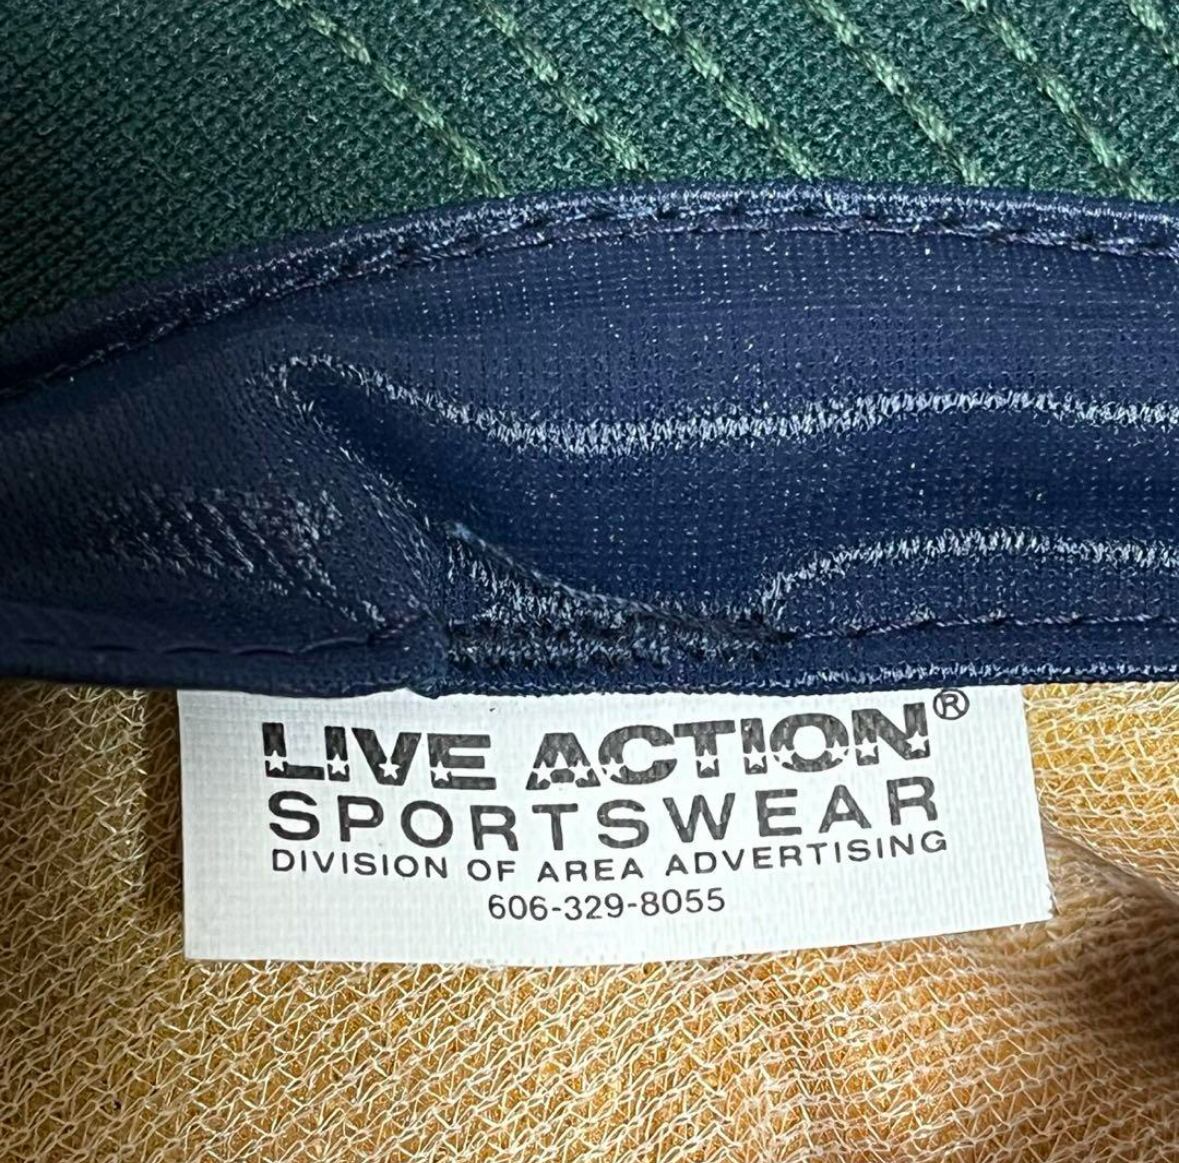 LIVE ACTION®
SPORTSWEAR
DIVISION OF AREA ADVERTISING
606-329-8055